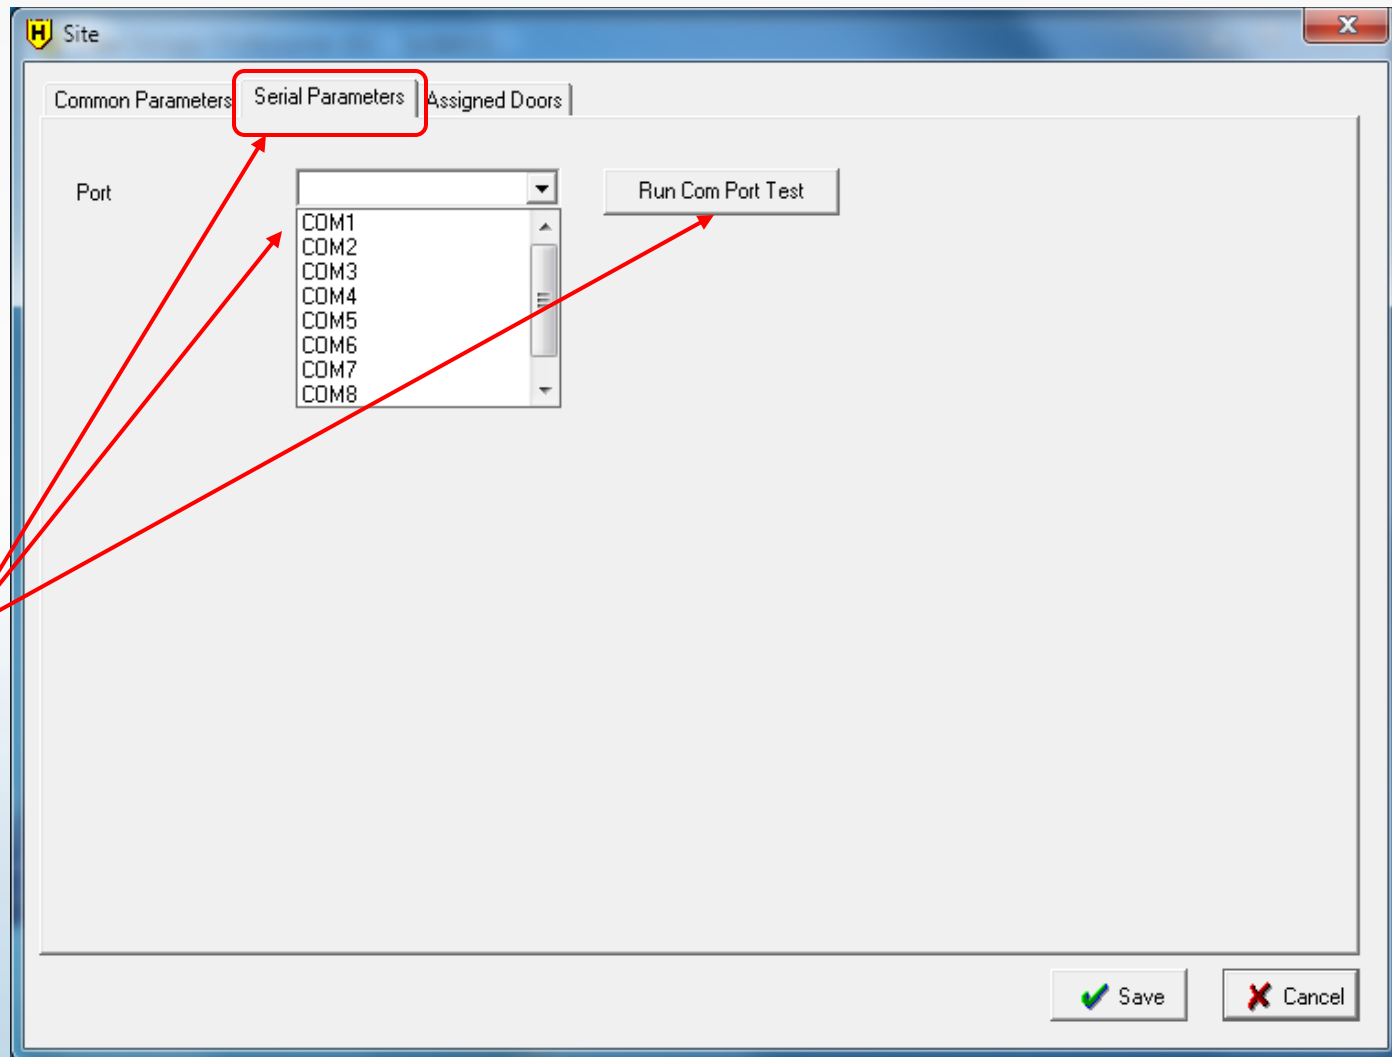 H Site
X
Common Parameters Serial Parameters Assigned Doors
Port Run Com Port Test
COM1
COM2
COM3
COM4
COM5
COM6
COM7
COM8
Save Cancel